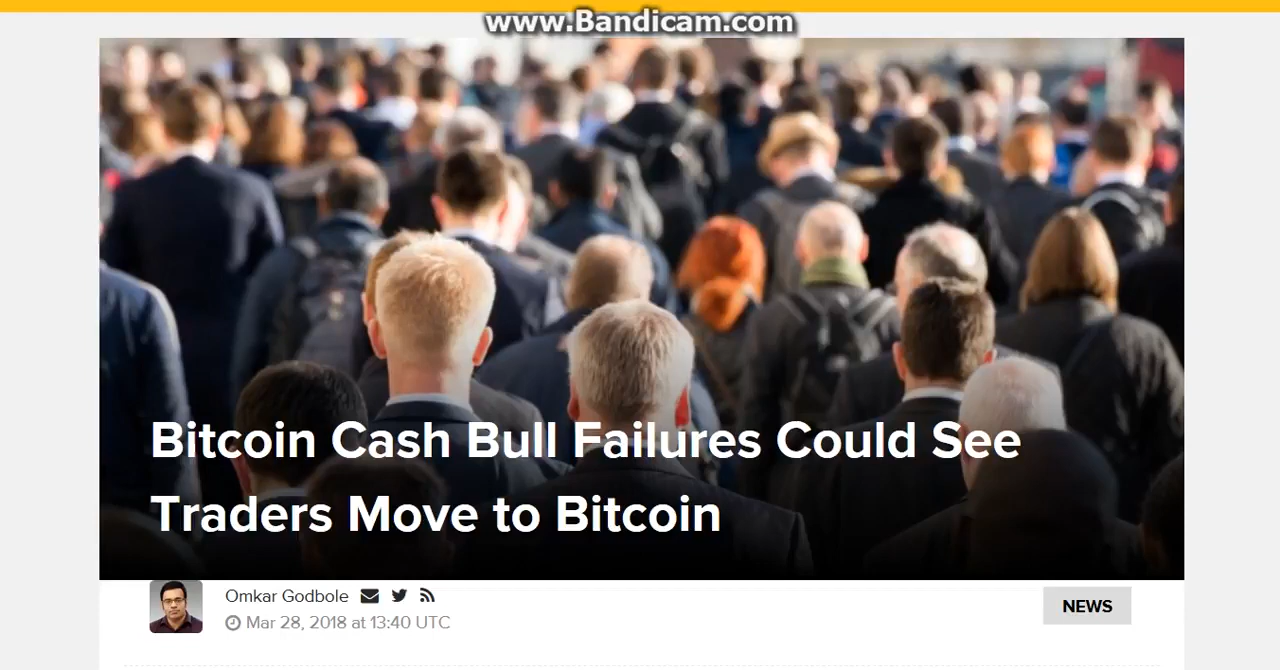 www.Bandicam.com
Bitcoin Cash Bull Failures Could See
Traders Move to Bitcoin
Omkar Godbole
Mar 28, 2018 at 13:40 UTC
NEWS